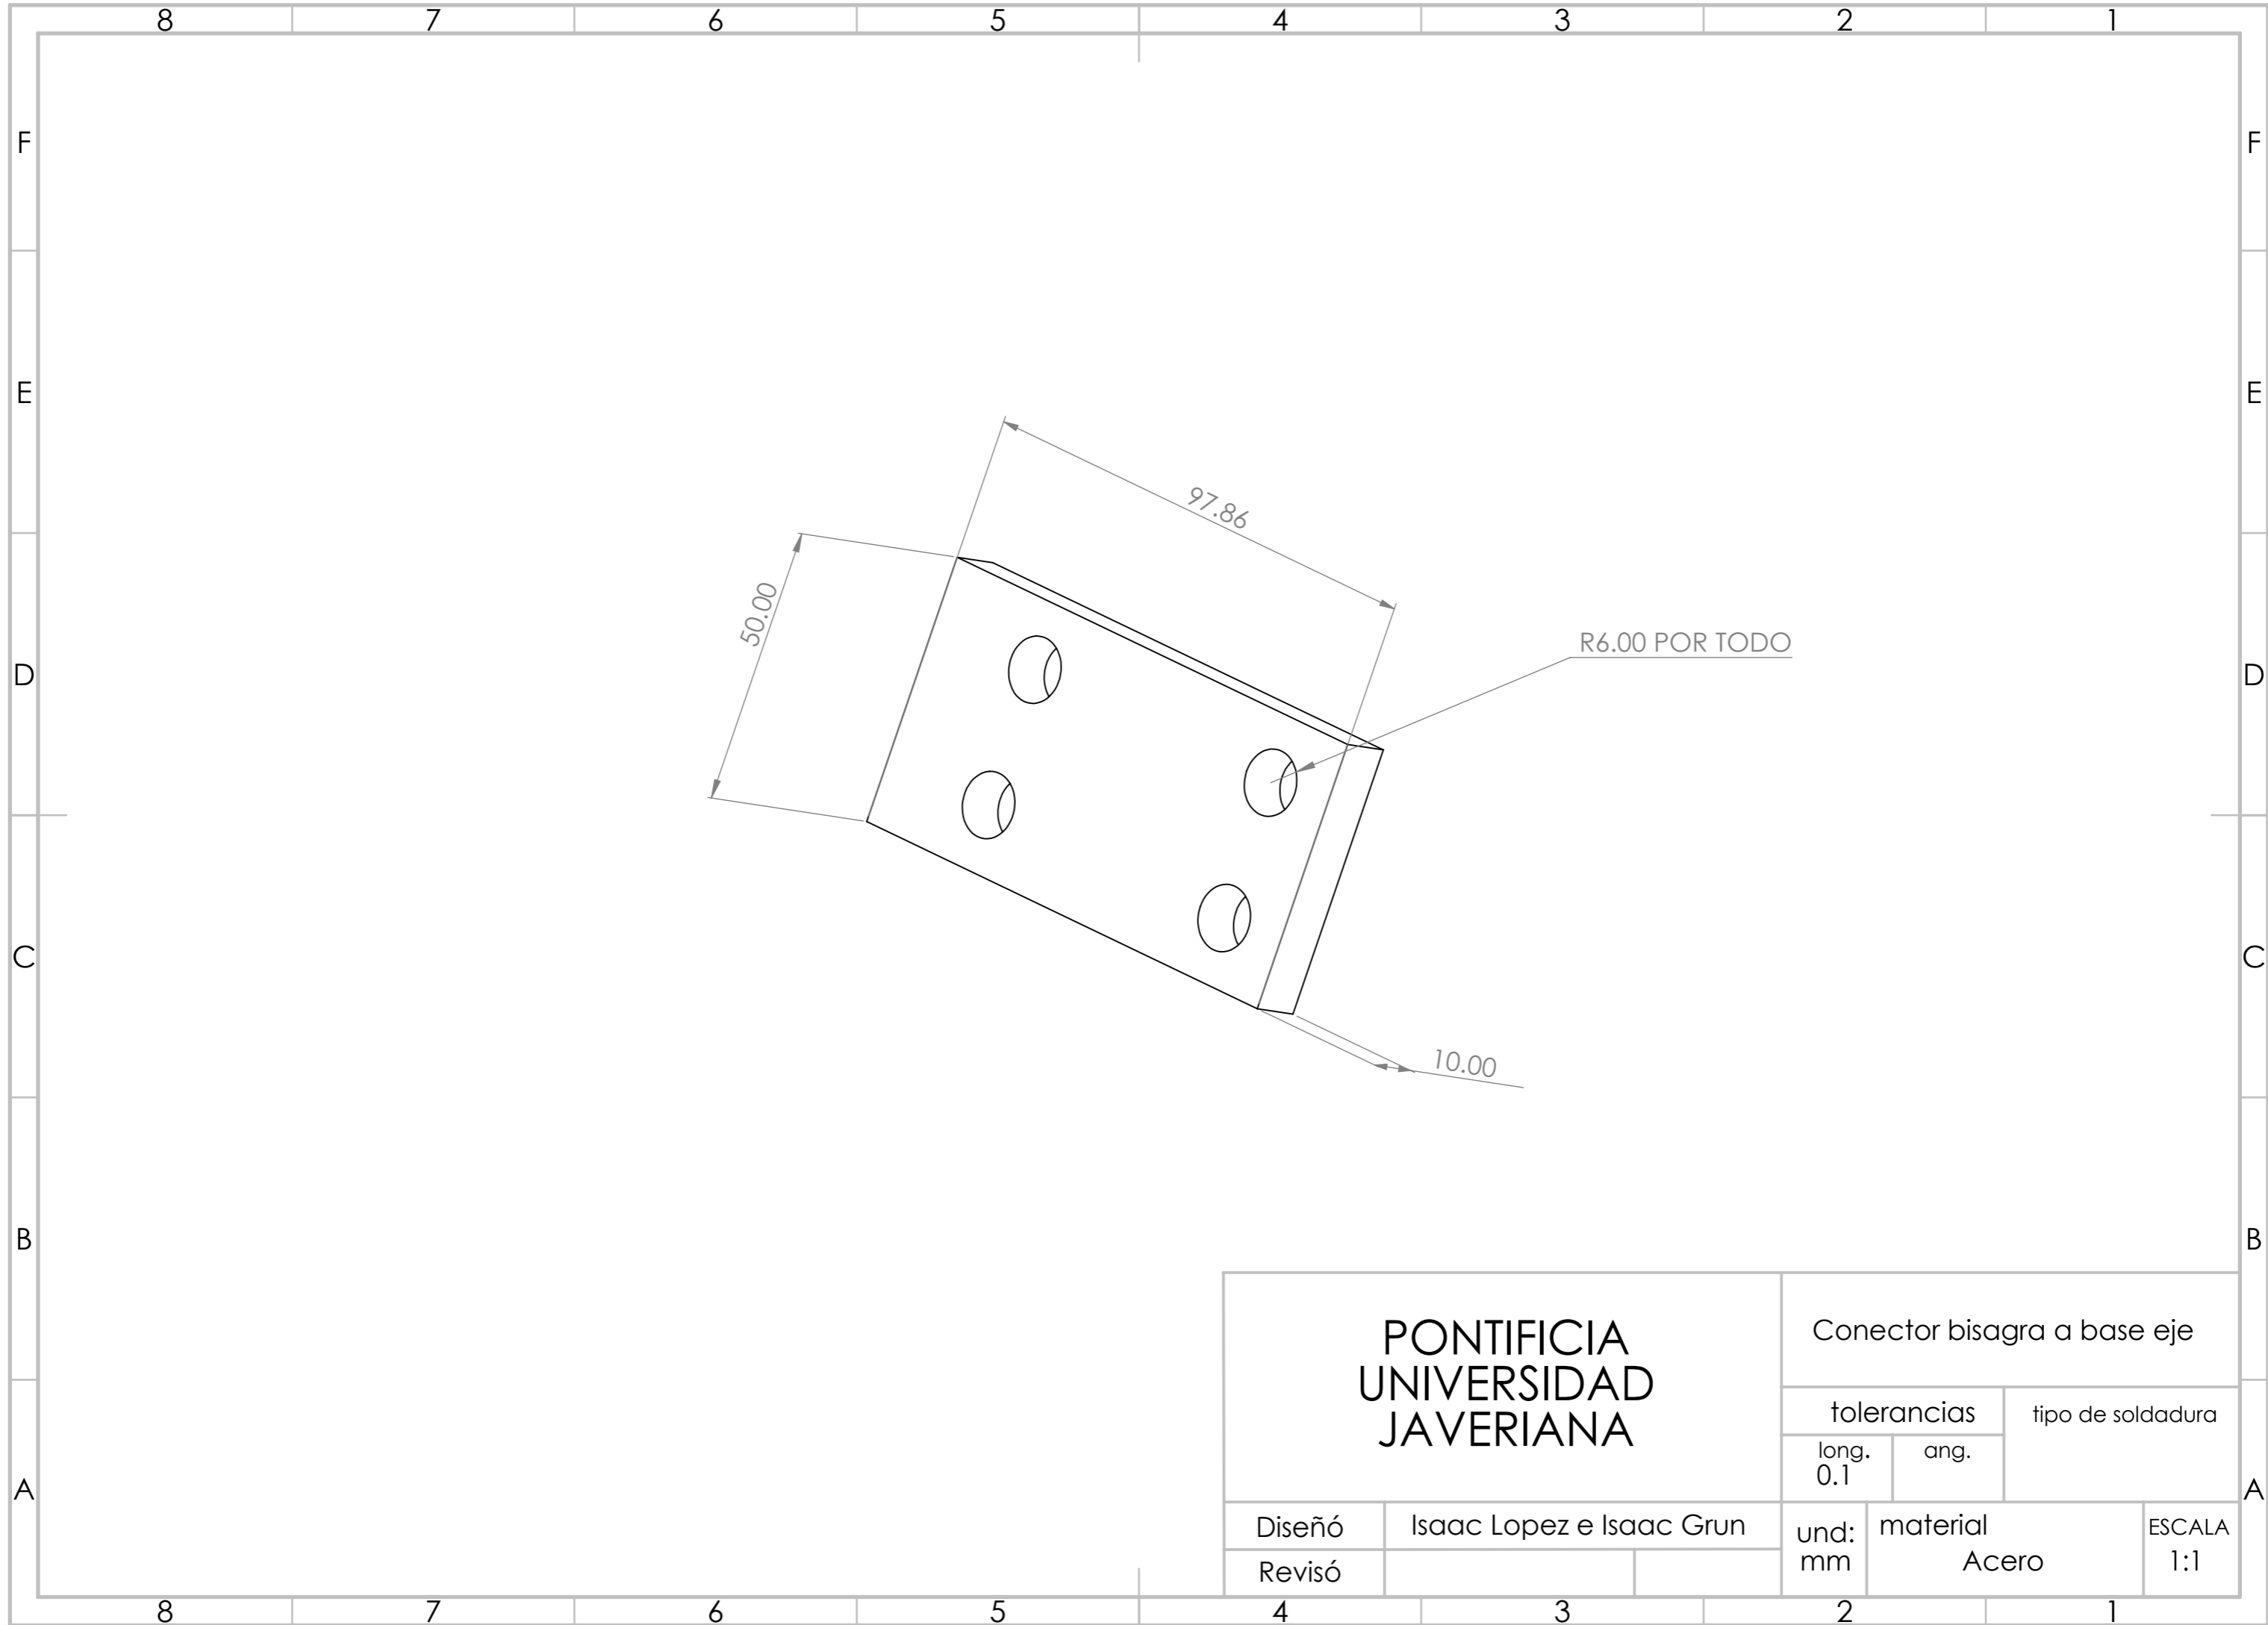 8 7 6 5 4 3 2 1
F F
E E
97.86
50.00
R6.00 POR TODO
D D
C C
10.00
B B
PONTIFICIA
UNIVERSIDAD
JAVERIANA
Conector bisagra a base eje
tolerancias
tipo de soldadura
long.
0.1
ang.
A A
Diseñó
Isaac Lopez e Isaac Grun
Revisó
und:
mm
material
Acero
ESCALA
1:1
8 7 6 5 4 3 2 1